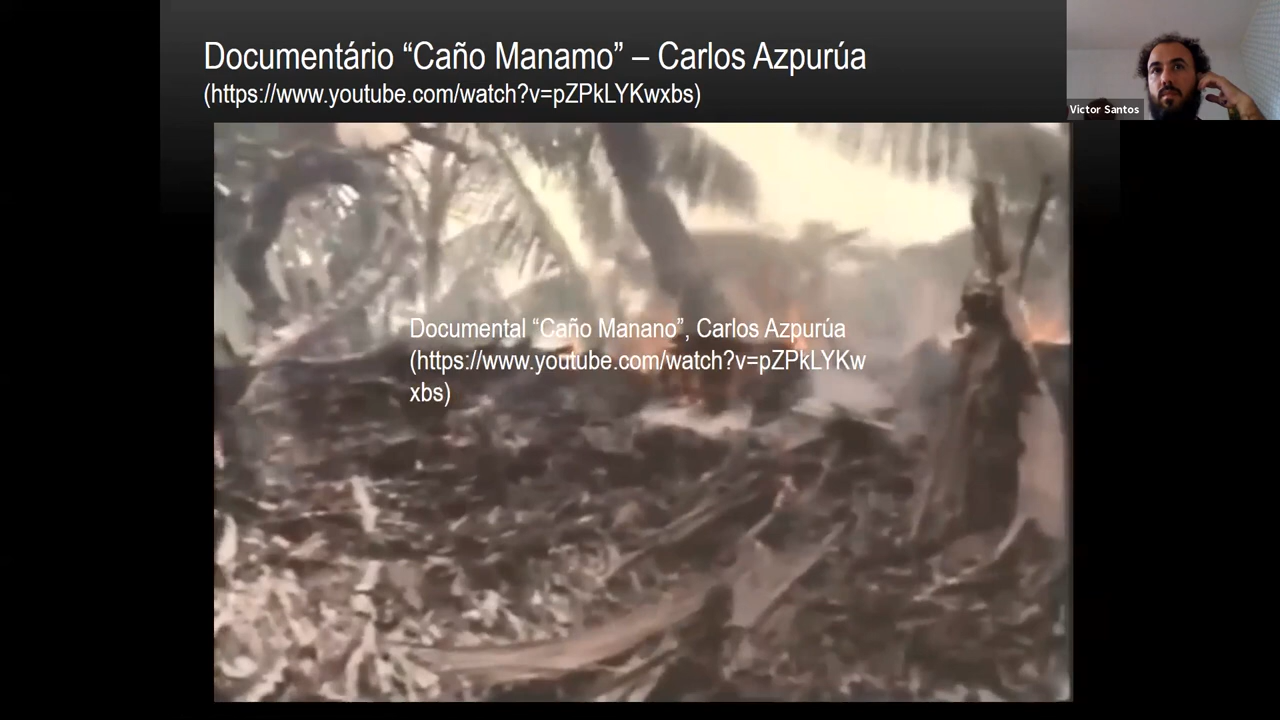 Documentário “Caño Manamo” – Carlos Azpurúa
(https://www.youtube.com/watch?v=pZPkLYKwxbs)
Victor Santos
Documental “Caño Manano”, Carlos Azpurúa
(https://www.youtube.com/watch?v=pZPkLYKw
xbs)